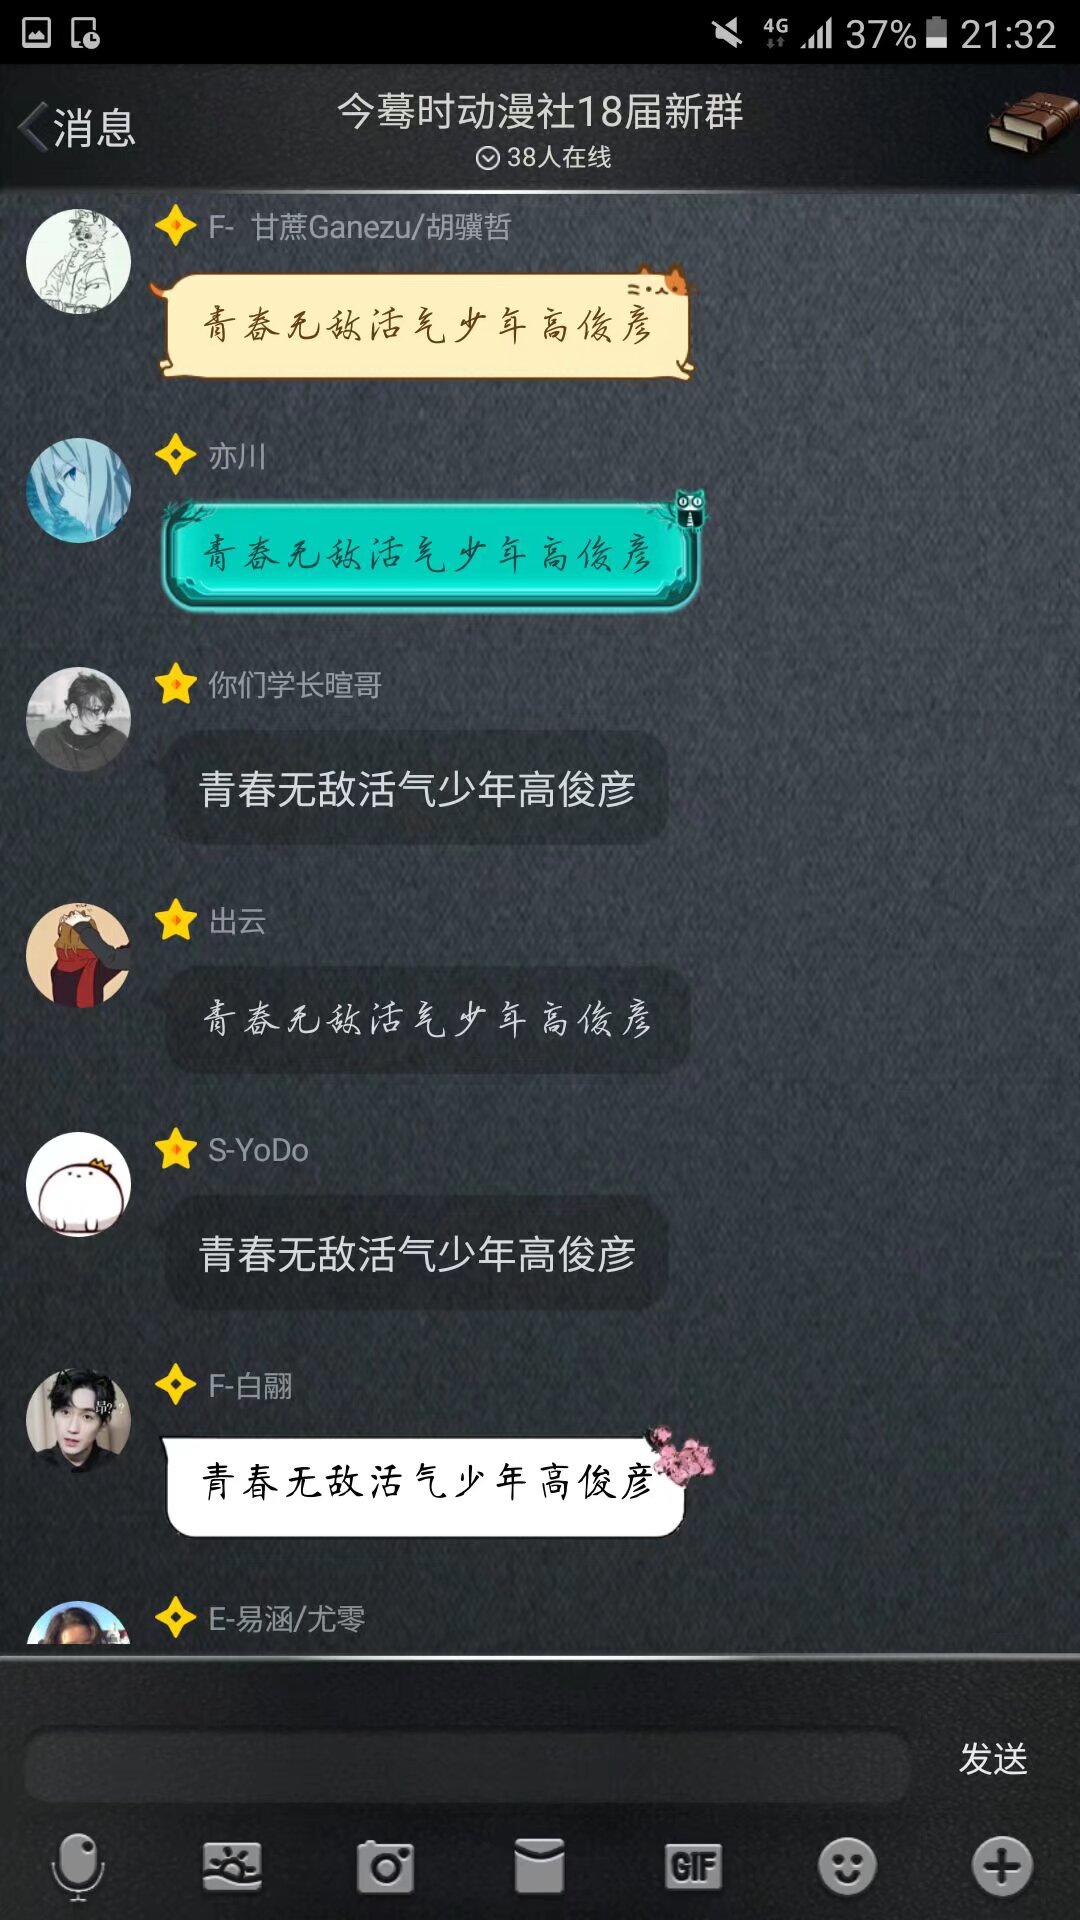 4G 37% 21:32
消息
今蓦时动漫社18届新群
38人在线
F- 甘蔗Ganezu/胡骥哲
青春无敌活气少年高俊彦
亦川
青春无敌活气少年高俊彦
你们学长暄哥
青春无敌活气少年高俊彦
出云
青春无敌活气少年高俊彦
S-YoDo
青春无敌活气少年高俊彦
F-白翮
昂??
青春无敌活气少年高俊彦
E-易涵/尤零
发送
GIF